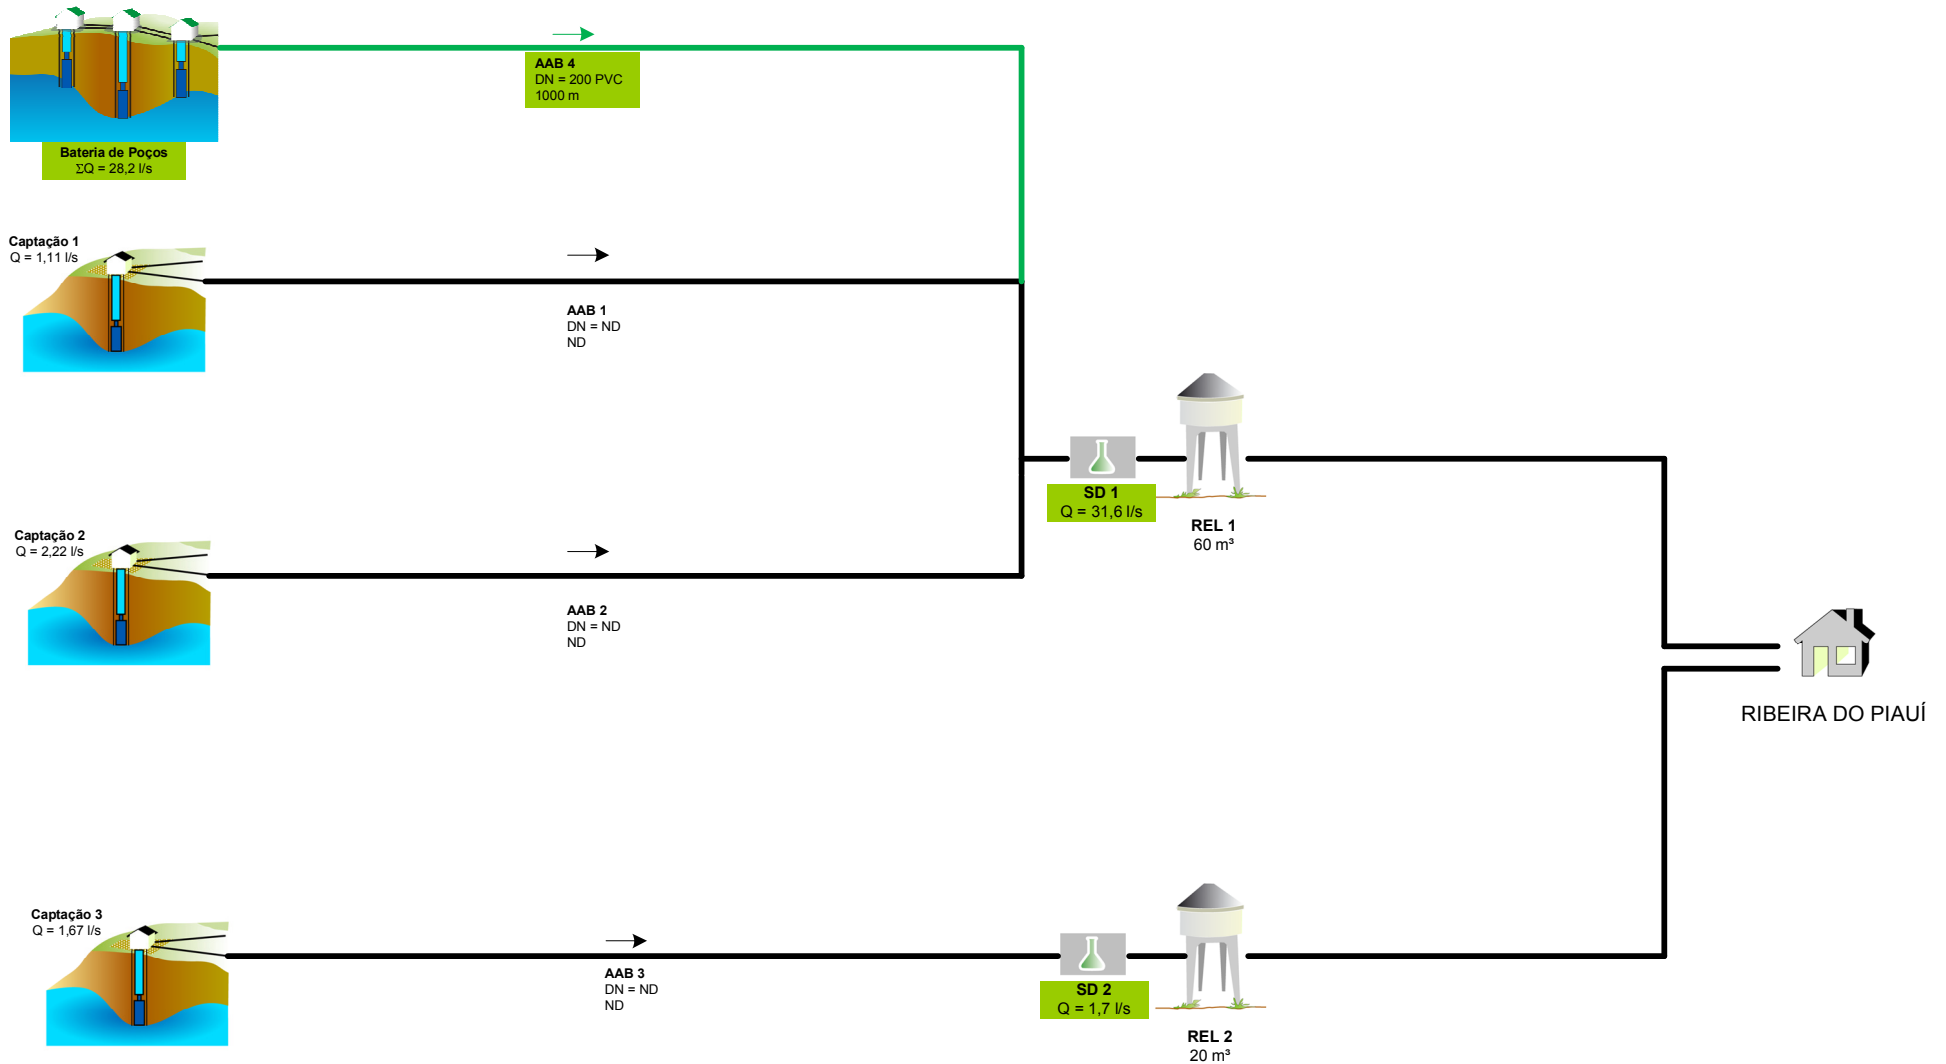 AAB 4
DN = 200 PVC
1000 m
Bateria de Poços
ΣQ = 28,2 l/s
Captação 1
Q = 1,11 l/s
AAB 1
DN = ND
ND
SD 1
Q = 31,6 l/s
REL 1
60 m³
Captação 2
Q = 2,22 l/s
AAB 2
DN = ND
ND
RIBEIRA DO PIAUÍ
Captação 3
Q = 1,67 l/s
AAB 3
DN = ND
ND
SD 2
Q = 1,7 l/s
REL 2
20 m³